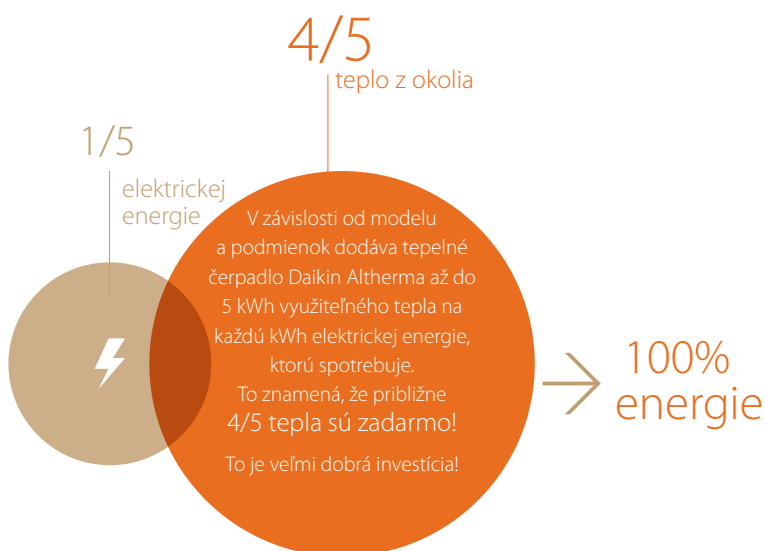 4/5
teplo z okolia
1/5
elektrickej
energie
V závislosti od modelu
a podmienok dodáva tepelné
čerpadlo Daikin Altherma až do
5 kWh využiteľného tepla na
každú kWh elektrickej energie,
ktorú spotrebuje.
To znamená, že približne
4/5 tepla sú zadarmo!
To je veľmi dobrá investícia!
100%
energie